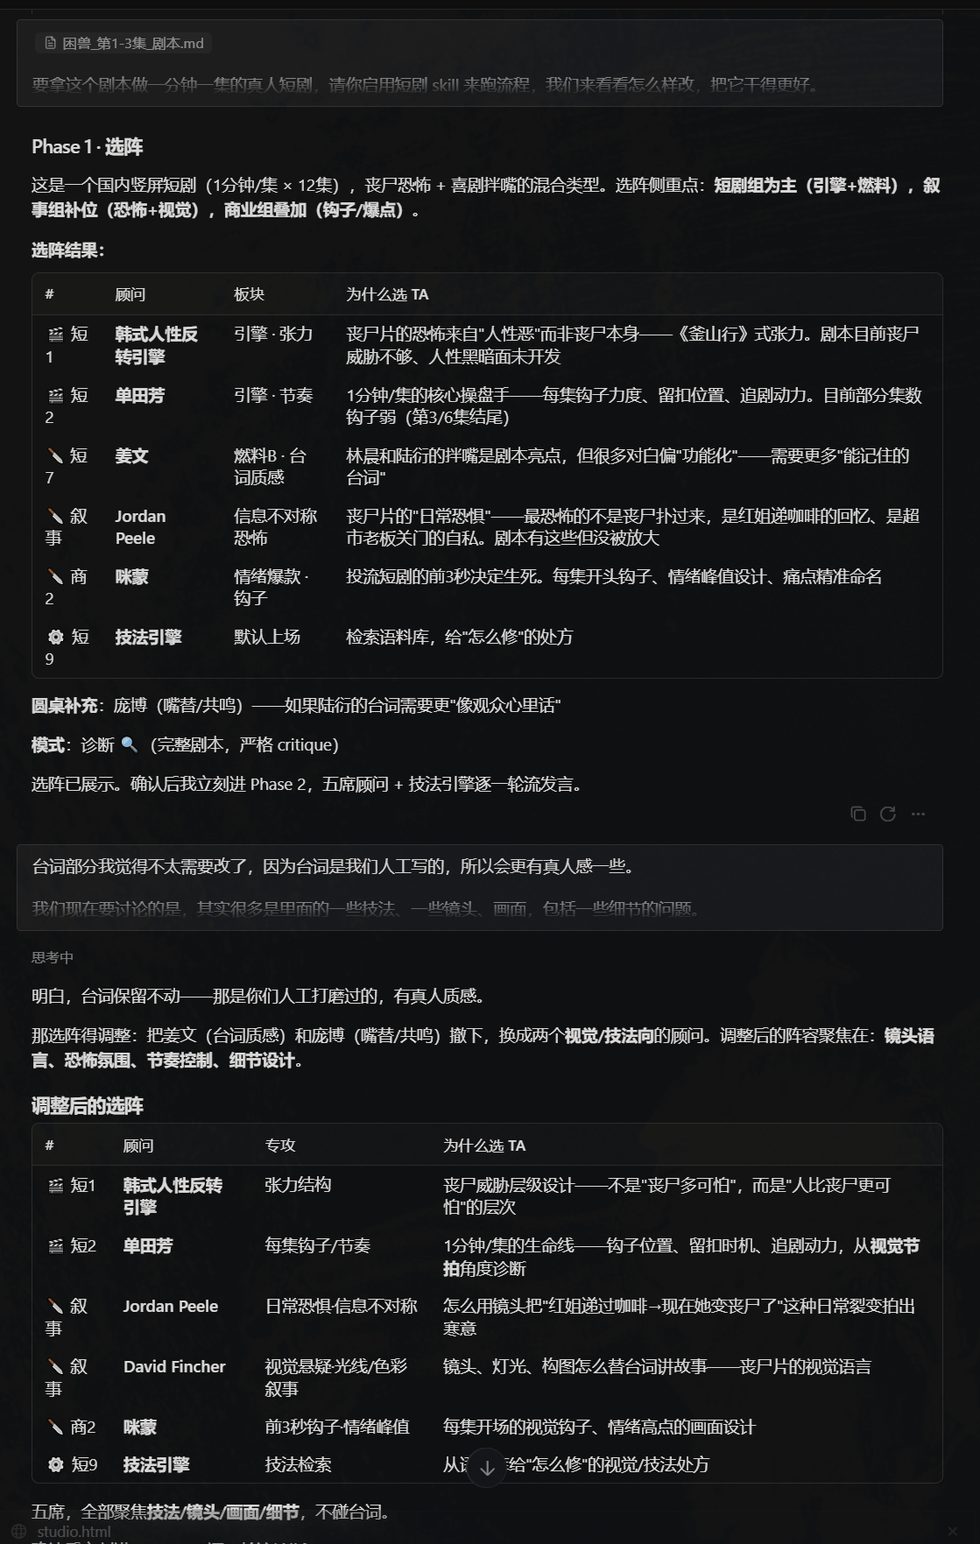 困兽_第1-3集_剧本.md
要拿这个剧本做一分钟一集的真人短剧，请你启用短剧 skill 来跑流程，我们来看看怎么样改，把它干得更好。
Phase 1 · 选阵
这是一个国内竖屏短剧（1分钟/集 × 12集），丧尸恐怖 + 喜剧拌嘴的混合类型。选阵侧重点：短剧组为主（引擎+燃料），叙
事组补位（恐怖+视觉），商业组叠加（钩子/爆点）。
选阵结果：
# 顾问 板块 为什么选 TA
短 韩式人性反 引擎 · 张力 丧尸片的恐怖来自"人性恶"而非丧尸本身——《釜山行》式张力。剧本目前丧尸
1 转引擎 威胁不够、人性黑暗面未开发
短 单田芳 引擎 · 节奏 1分钟/集的核心操盘手——每集钩子力度、留扣位置、追剧动力。目前部分集数
2 钩子弱（第3/6集结尾）
短 姜文 燃料B · 台 林晨和陆衍的拌嘴是剧本亮点，但很多对白偏"功能化"——需要更多"能记住的
7 词质感 台词"
叙 Jordan 信息不对称 丧尸片的"日常恐惧"——最恐怖的不是丧尸扑过来，是红姐递咖啡的回忆、是超
事 Peele 恐怖 市老板关门的自私。剧本有这些但没被放大
商 咪蒙 情绪爆款 · 投流短剧的前3秒决定生死。每集开头钩子、情绪峰值设计、痛点精准命名
2 钩子
短 技法引擎 默认上场 检索语料库，给"怎么修"的处方
9
圆桌补充：庞博（嘴替/共鸣）——如果陆衍的台词需要更"像观众心里话"
模式：诊断 🔍 （完整剧本，严格 critique）
选阵已展示。确认后我立刻进 Phase 2，五席顾问 + 技法引擎逐一轮流发言。
台词部分我觉得不太需要改了，因为台词是我们人工写的，所以会更有真人感一些。
我们现在要讨论的是，其实很多是里面的一些技法、一些镜头、画面，包括一些细节的问题。
思考中
明白，台词保留不动——那是你们人工打磨过的，有真人质感。
那选阵得调整：把姜文（台词质感）和庞博（嘴替/共鸣）撤下，换成两个视觉/技法向的顾问。调整后的阵容聚焦在：镜头语
言、恐怖氛围、节奏控制、细节设计。
调整后的选阵
# 顾问 专攻 为什么选 TA
短1 韩式人性反转 张力结构 丧尸威胁层级设计——不是"丧尸多可怕"，而是"人比丧尸更可
引擎 怕"的层次
短2 单田芳 每集钩子/节奏 1分钟/集的生命线——钩子位置、留扣时机、追剧动力，从视觉节
拍角度诊断
叙 Jordan Peele 日常恐惧·信息不对称 怎么用镜头把"红姐递过咖啡→现在她变丧尸了"这种日常裂变拍出
事 寒意
叙 David Fincher 视觉悬疑·光线/色彩 镜头、灯光、构图怎么替台词讲故事——丧尸片的视觉语言
事 叙事
商2 咪蒙 前3秒钩子·情绪峰值 每集开场的视觉钩子、情绪高点的画面设计
短9 技法引擎 技法检索 从 给"怎么修"的视觉/技法处方
五席，全部聚焦技法/镜头/画面/细节，不碰台词。
studio.html